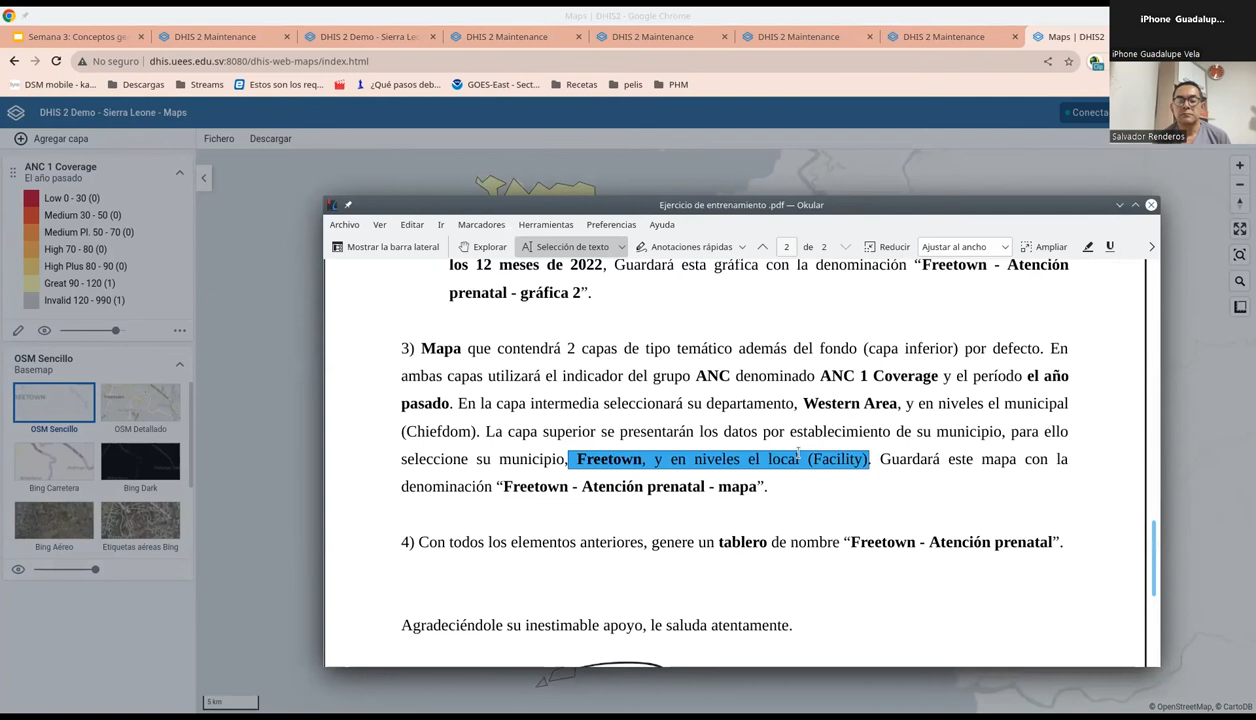 Maps | DHIS2 - Google Chrome
iPhone Guadalup...
iPhone Guadalupe Vela
Salvador Renderos
Semana 3: Conceptos ge
DHIS 2 Maintenance
DHIS 2 Demo - Sierra Leone
DHIS 2 Maintenance
DHIS 2 Maintenance
DHIS 2 Maintenance
DHIS 2 Maintenance
Maps | DHIS2
No seguro | dhis.uees.edu.sv:8080/dhis-web-maps/index.html
DSM mobile - ka...
Descargas
Streams
Estos son los req...
¿Qué pasos deb...
GOES-East - Sect...
Recetas
pelis
PHM
DHIS 2 Demo - Sierra Leone - Maps
Conecta
Agregar capa
Fichero
Descargar
ANC 1 Coverage
El año pasado
Low 0 - 30 (0)
Medium 30 - 50 (0)
Medium Pl. 50 - 70 (0)
High 70 - 80 (0)
High Plus 80 - 90 (0)
Great 90 - 120 (1)
Invalid 120 - 990 (1)
OSM Sencillo
Basemap
FREETOWN
OSM Sencillo
OSM Detallado
Bing Carretera
Bing Dark
Bing Aéreo
Etiquetas aéreas Bing
5 km
© OpenStreetMap, © CartoDB
Ejercicio de entrenamiento .pdf — Okular
Archivo Ver Editar Ir Marcadores Herramientas Preferencias Ayuda
Mostrar la barra lateral Explorar Selección de texto Anotaciones rápidas 2 de 2 Reducir Ajustar al ancho Ampliar
los 12 meses de 2022, Guardará esta gráfica con la denominación “Freetown - Atención
prenatal - gráfica 2”.
3) Mapa que contendrá 2 capas de tipo temático además del fondo (capa inferior) por defecto. En
ambas capas utilizará el indicador del grupo ANC denominado ANC 1 Coverage y el período el año
pasado. En la capa intermedia seleccionará su departamento, Western Area, y en niveles el municipal
(Chiefdom). La capa superior se presentarán los datos por establecimiento de su municipio, para ello
seleccione su municipio, Freetown, y en niveles el local (Facility). Guardará este mapa con la
denominación “Freetown - Atención prenatal - mapa”.
4) Con todos los elementos anteriores, genere un tablero de nombre “Freetown - Atención prenatal”.
Agradeciéndole su inestimable apoyo, le saluda atentamente.